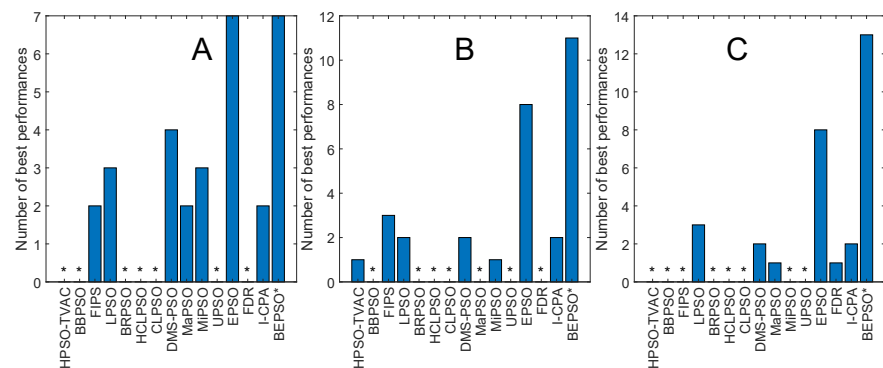 Number of best performances
7
6
5
4
3
2
1
0
A
* * * * * * *
HPSO-TVAC
BBPSO
FIPS
LPSO
BRPSO
HCLPSO
CLPSO
DMS-PSO
MaPSO
MiPSO
UPSO
EPSO
FDR
I-CPA
BEPSO*
Number of best performances
12
10
8
6
4
2
0
B
* * * * * * *
HPSO-TVAC
BBPSO
FIPS
LPSO
BRPSO
HCLPSO
CLPSO
DMS-PSO
MaPSO
MiPSO
UPSO
EPSO
FDR
I-CPA
BEPSO*
Number of best performances
14
12
10
8
6
4
2
0
C
* * * * * * * *
HPSO-TVAC
BBPSO
FIPS
LPSO
BRPSO
HCLPSO
CLPSO
DMS-PSO
MaPSO
MiPSO
UPSO
EPSO
FDR
I-CPA
BEPSO*